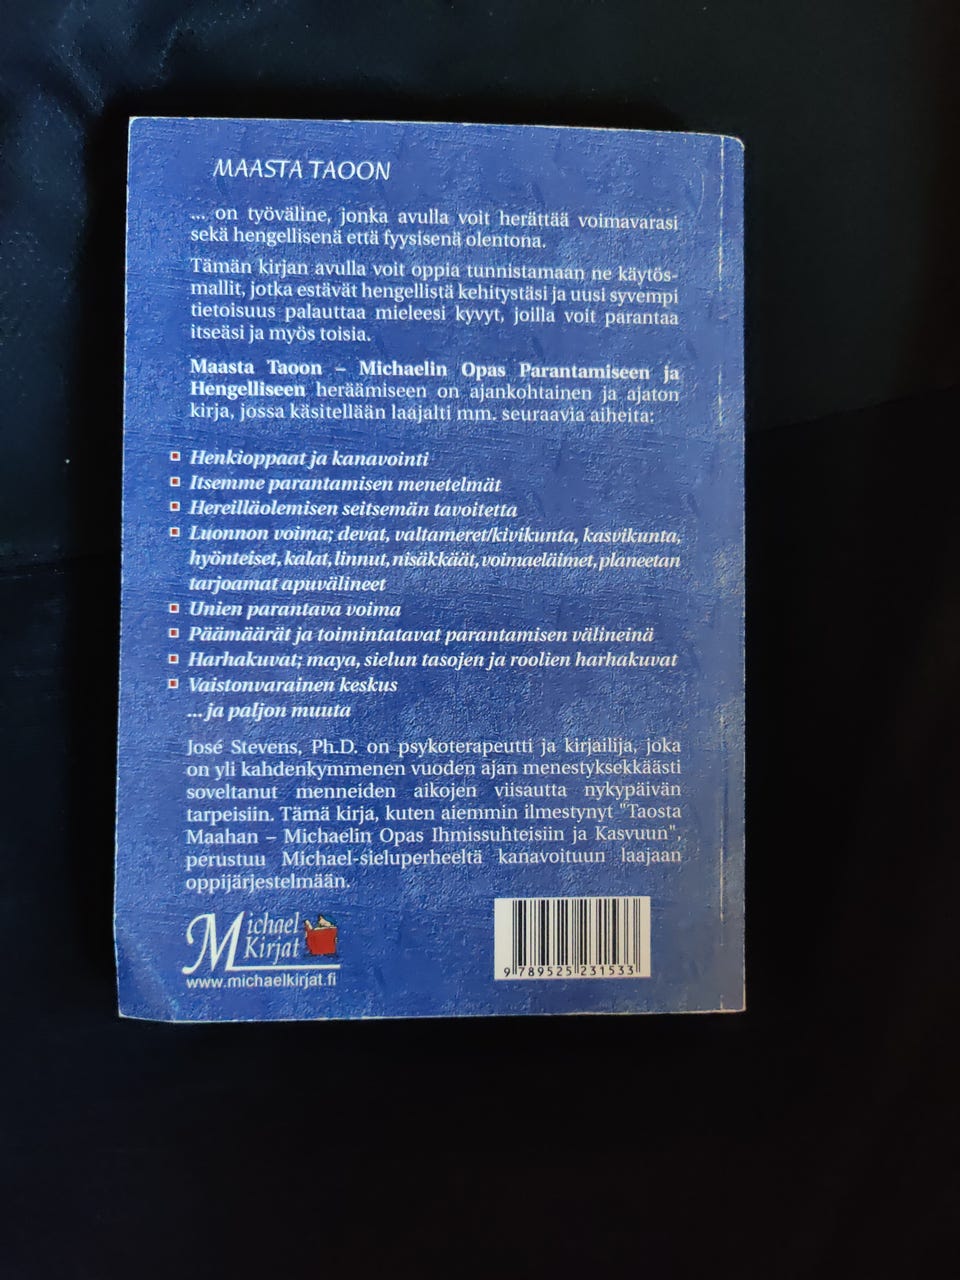 MAASTA TAOON
... on työväline, jonka avulla voit herättää voimavarasi
sekä hengellisenä että fyysisenä olentona.
Tämän kirjan avulla voit oppia tunnistamaan ne käytös-
mallit, jotka estävät hengellistä kehitystäsi ja uusi syvempi
tietoisuus palauttaa mieleesi kyvyt, joilla voit parantaa
itseäsi ja myös toisia.
Maasta Taoon – Michaelin Opas Parantamiseen ja
Hengelliseen heräämiseen on ajankohtainen ja ajaton
kirja, jossa käsitellään laajalti mm. seuraavia aiheita:
Henkioppaat ja kanavointi
Itsemme parantamisen menetelmät
Hereilläolemisen seitsemän tavoitetta
Luonnon voima; devat, valtameret/kivikunta, kasvikunta,
hyönteiset, kalat, linnut, nisäkkäät, voimaeläimet, planeetan
tarjoamat apuvälineet
Unien parantava voima
Päämäärät ja toimintatavat parantamisen välineinä
Harhakuvat; maya, sielun tasojen ja roolien harhakuvat
Vaistonvarainen keskus
... ja paljon muuta
José Stevens, Ph.D. on psykoterapeutti ja kirjailija, joka
on yli kahdenkymmenen vuoden ajan menestyksekkäästi
soveltanut menneiden aikojen viisautta nykypäivän
tarpeisiin. Tämä kirja, kuten aiemmin ilmestynyt "Taosta
Maahan – Michaelin Opas Ihmissuhteisiin ja Kasvuun",
perustuu Michael-sieluperheeltä kanavoituun laajaan
oppijärjestelmään.
Michael
Kirjat
www.michaelkirjat.fi
9 789525 231533